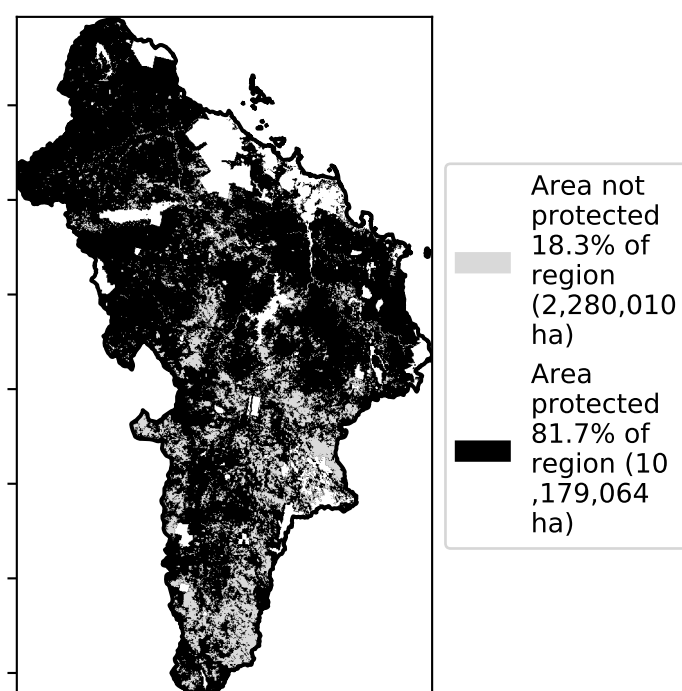 Area not
protected
18.3% of
region
(2,280,010
ha)
Area
protected
81.7% of
region (10
,179,064
ha)